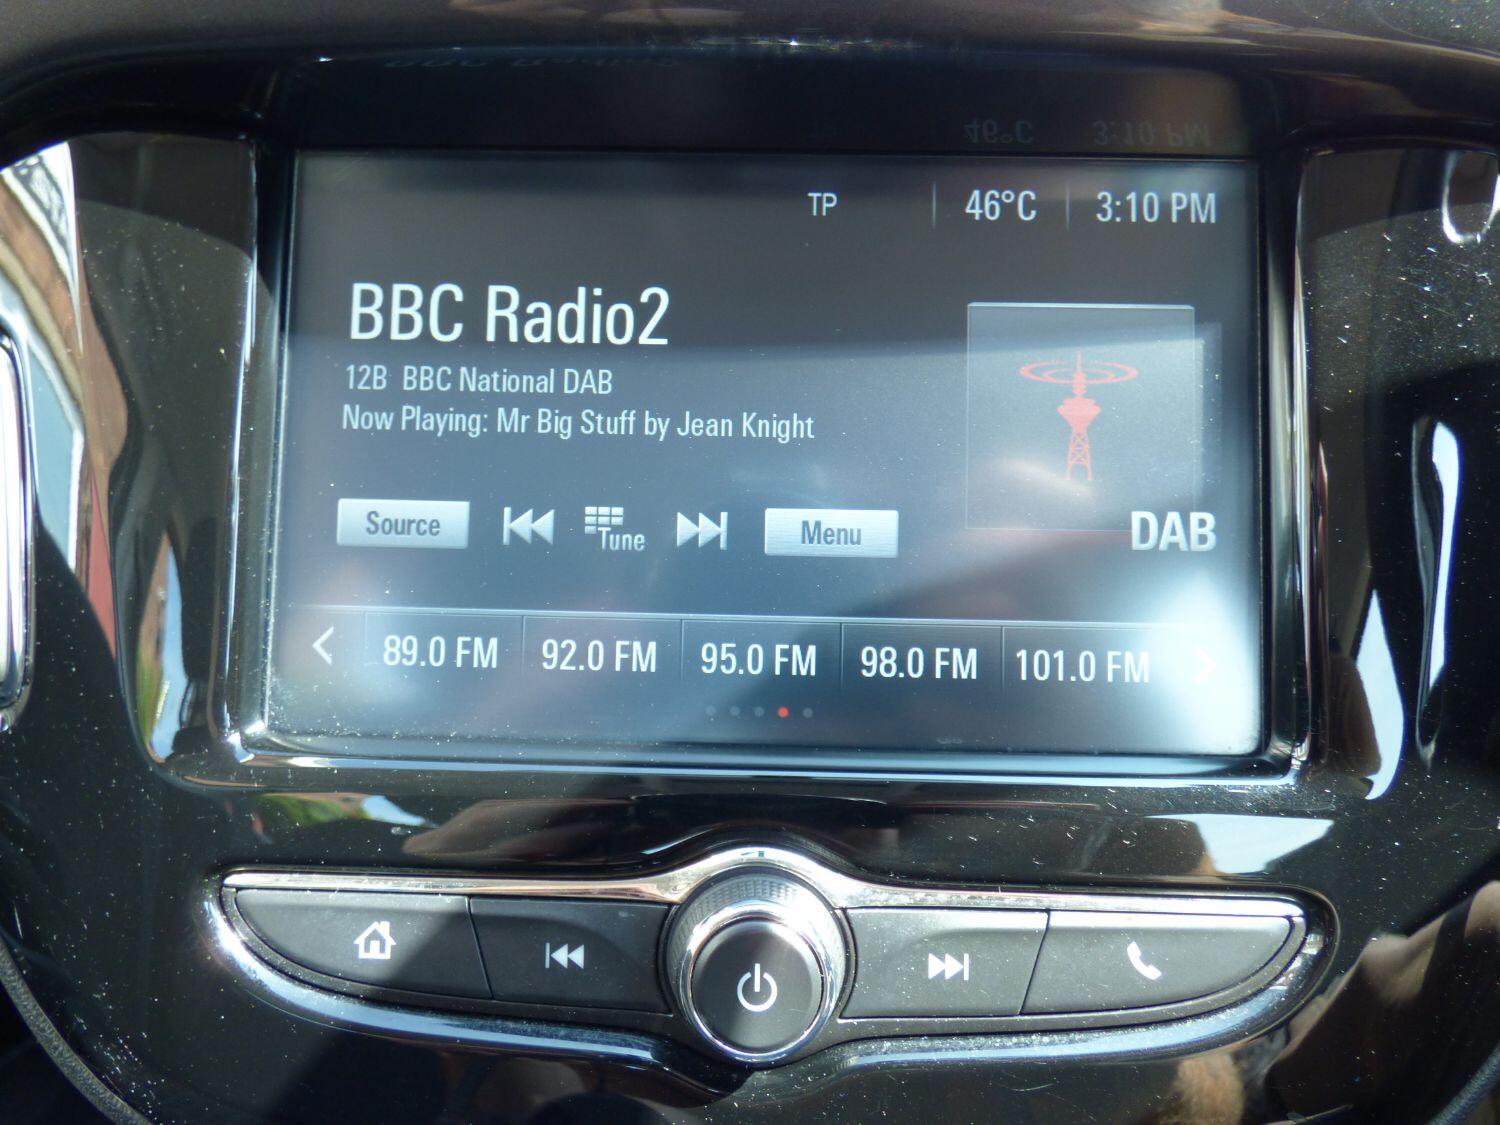 TP 46°C 3:10 PM
BBC Radio2
12B BBC National DAB
Now Playing: Mr Big Stuff by Jean Knight
Source Tune Menu
DAB
89.0 FM 92.0 FM 95.0 FM 98.0 FM 101.0 FM